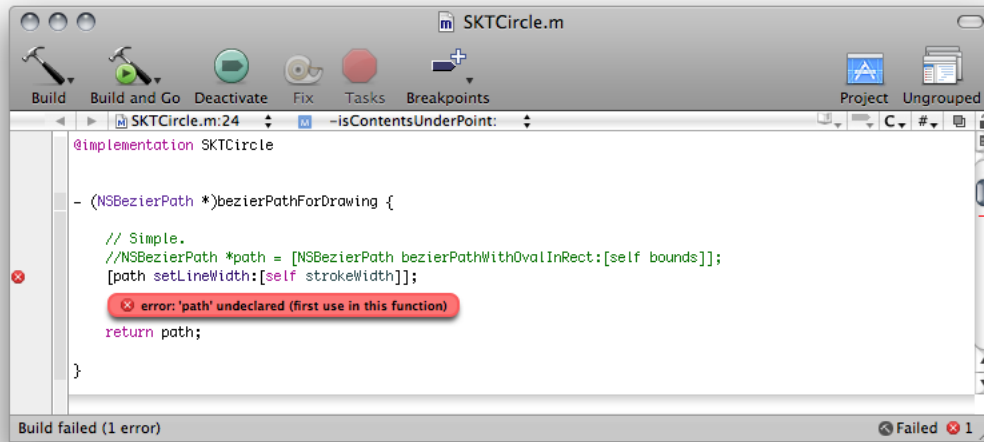 SKTCircle.m
Build Build and Go Deactivate Fix Tasks Breakpoints Project Ungrouped
SKTCircle.m:24 -isContentsUnderPoint: C #
@implementation SKTCircle
- (NSBezierPath *)bezierPathForDrawing {
// Simple.
//NSBezierPath *path = [NSBezierPath bezierPathWithOvalInRect:[self bounds]];
[path setLineWidth:[self strokeWidth]];
error: 'path' undeclared (first use in this function)
return path;
}
Build failed (1 error) Failed 1